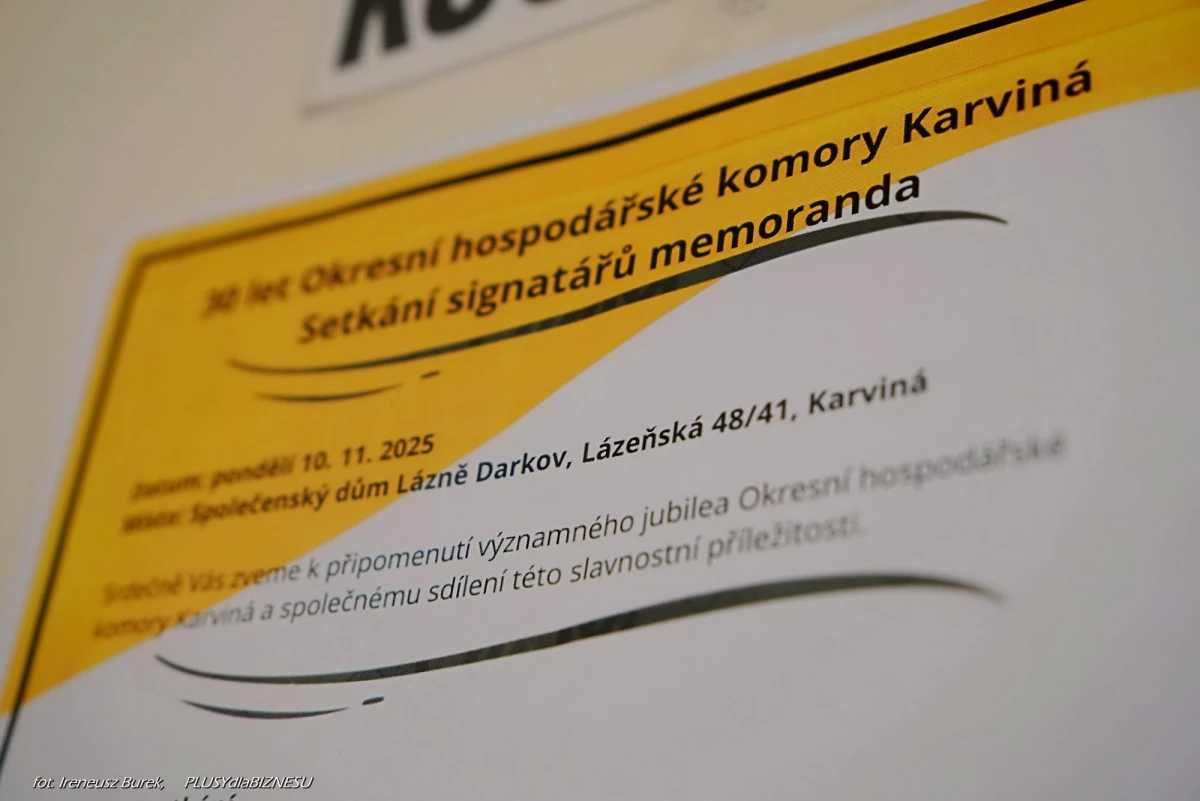 30 let Okresní hospodářské komory Karviná
Setkání signatářů memoranda
Datum: pondělí 10. 11. 2025
Místo: Společenský dům Lázně Darkov, Lázeňská 48/41, Karviná
Srdečně Vás zveme k připomenutí významného jubilea Okresní hospodářské
komory Karviná a společnému sdílení této slavnostní příležitosti.
fot. Ireneusz Burek, PLUSYdlaBIZNESU